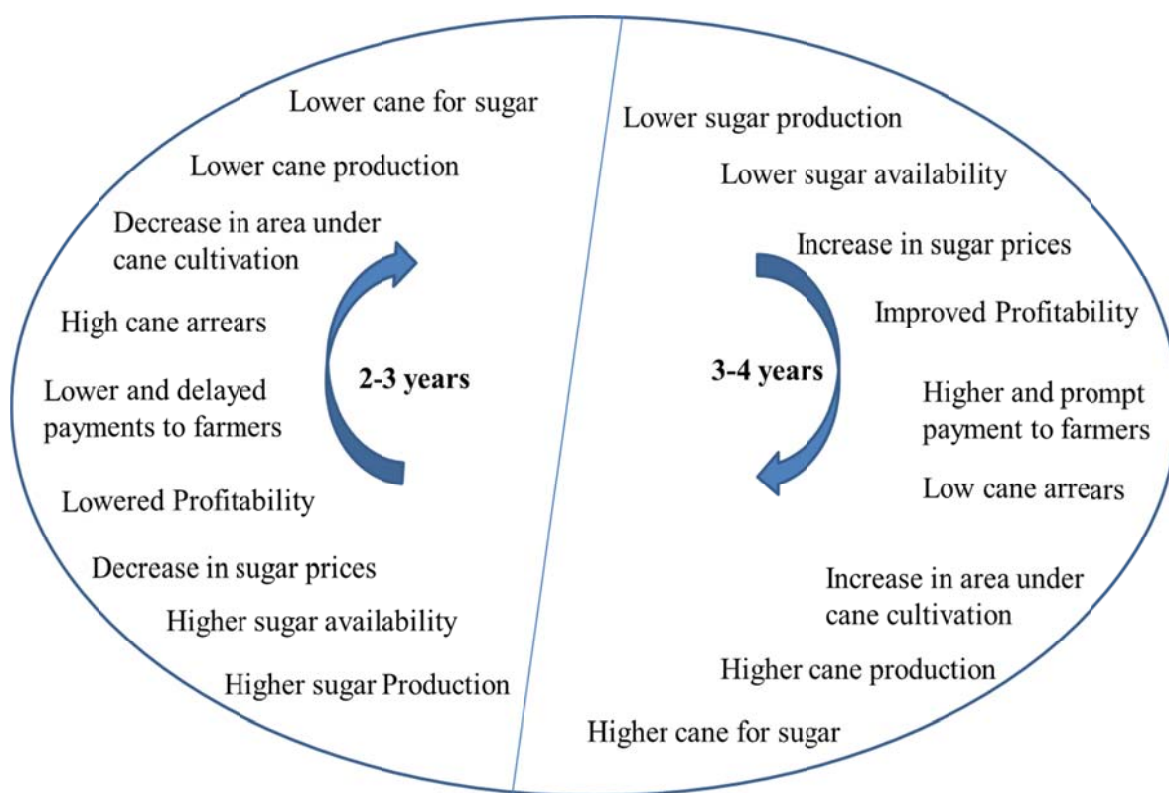 Lower cane for sugar
Lower cane production
Decrease in area under
cane cultivation
High cane arrears
2-3 years
Lower and delayed
payments to farmers
Lowered Profitability
Decrease in sugar prices
Higher sugar availability
Higher sugar Production
Lower sugar production
Lower sugar availability
Increase in sugar prices
Improved Profitability
3-4 years
Higher and prompt
payment to farmers
Low cane arrears
Increase in area under
cane cultivation
Higher cane production
Higher cane for sugar